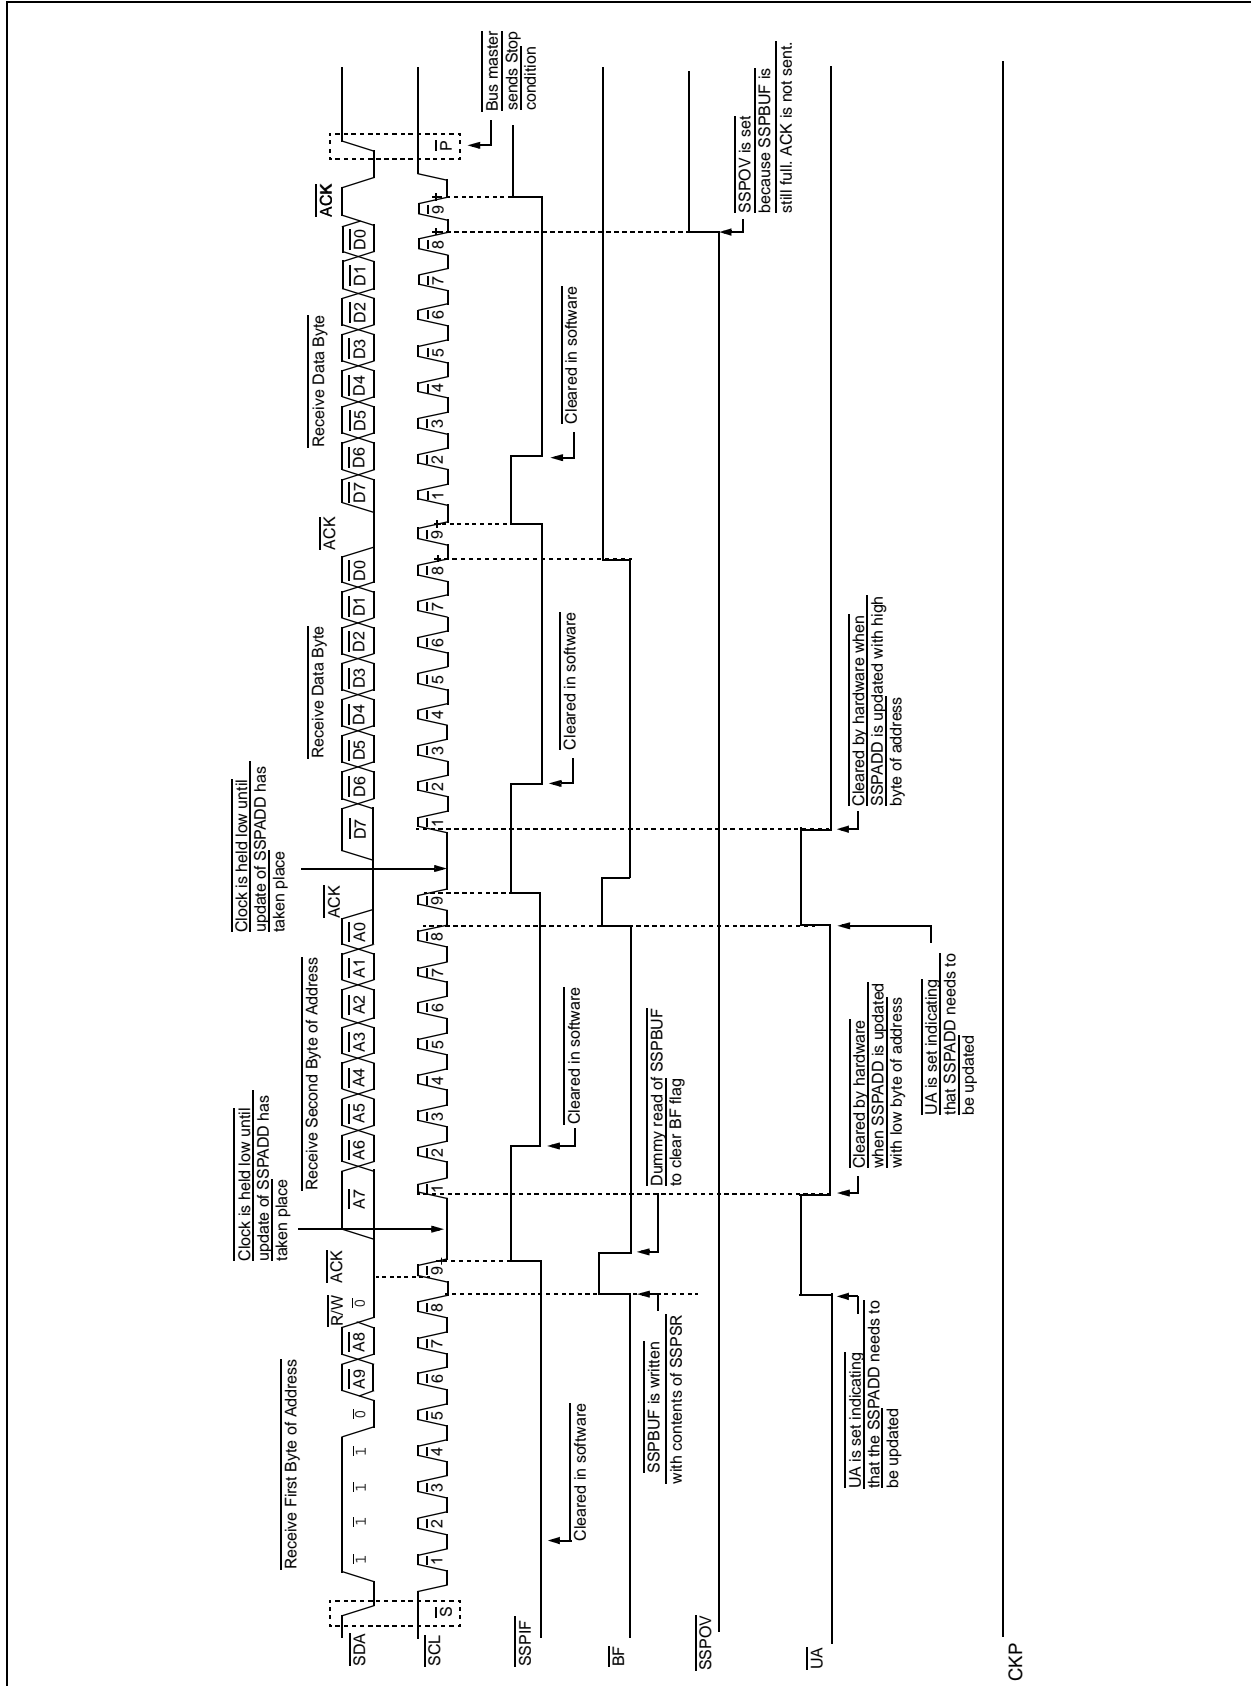 Receive First Byte of Address
Clock is held low until
update of SSPADD has
taken place
Receive Second Byte of Address
Clock is held low until
update of SSPADD has
taken place
Receive Data Byte
Receive Data Byte
R/W
ACK
ACK
ACK
ACK
SDA
1
1
1
1
0
A9
A8
0
A7
A6
A5
A4
A3
A2
A1
A0
D7
D6
D5
D4
D3
D2
D1
D0
D7
D6
D5
D4
D3
D2
D1
D0
SCL
S
1
2
3
4
5
6
7
8
9
1
2
3
4
5
6
7
8
9
1
2
3
4
5
6
7
8
9
1
2
3
4
5
6
7
8
9
P
Bus master
sends Stop
condition
SSPIF
Cleared in software
Cleared in software
Cleared in software
Cleared in software
BF
SSPBUF is written
with contents of SSPSR
Dummy read of SSPBUF
to clear BF flag
SSPOV
SSPOV is set
because SSPBUF is
still full. ACK is not sent.
UA
UA is set indicating
that the SSPADD needs to
be updated
Cleared by hardware
when SSPADD is updated
with low byte of address
UA is set indicating
that SSPADD needs to
be updated
Cleared by hardware when
SSPADD is updated with high
byte of address
CKP